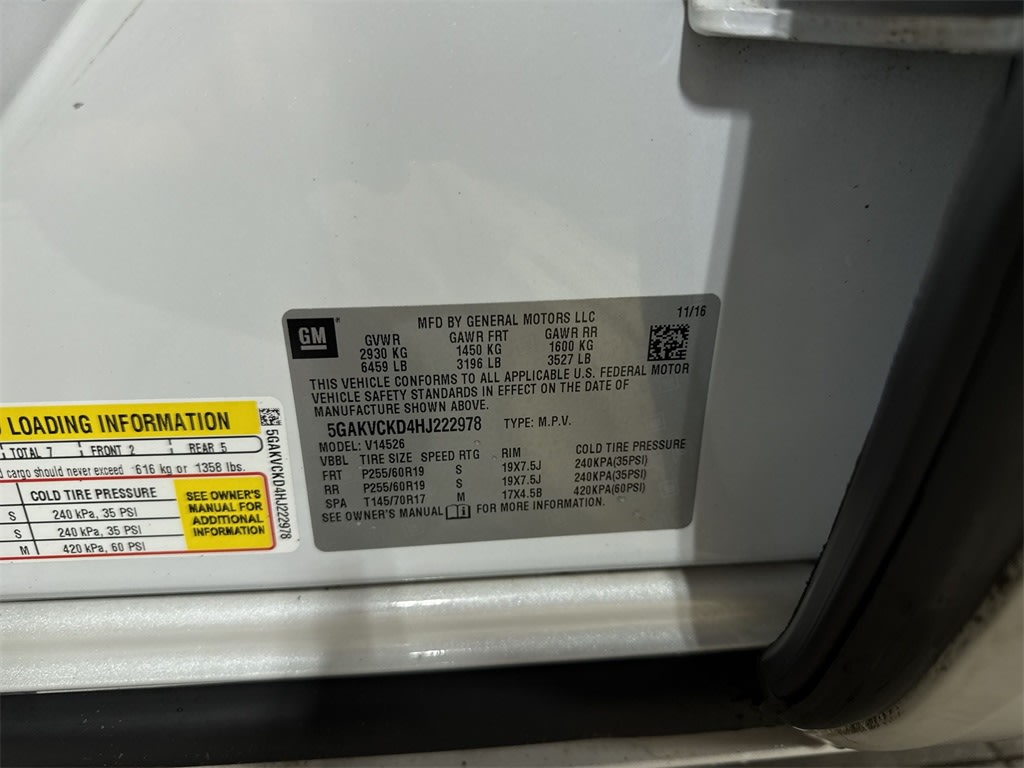 GM
MFD BY GENERAL MOTORS LLC
11/16
GVWR GAWR FRT GAWR RR
2930 KG 1450 KG 1600 KG
6459 LB 3196 LB 3527 LB
THIS VEHICLE CONFORMS TO ALL APPLICABLE U.S. FEDERAL MOTOR
VEHICLE SAFETY STANDARDS IN EFFECT ON THE DATE OF
MANUFACTURE SHOWN ABOVE.
5GAKVCKD4HJ222978 TYPE: M.P.V.
MODEL: V14526
VBBL TIRE SIZE SPEED RTG RIM COLD TIRE PRESSURE
FRT P255/60R19 S 19X7.5J 240KPA(35PSI)
RR P255/60R19 S 19X7.5J 240KPA(35PSI)
SPA T145/70R17 M 17X4.5B 420KPA(60PSI)
SEE OWNER'S MANUAL FOR MORE INFORMATION.
LOADING INFORMATION
TOTAL 7 FRONT 2 REAR 5
cargo should never exceed 616 kg or 1358 lbs.
COLD TIRE PRESSURE
S 240 kPa, 35 PSI
S 240 kPa, 35 PSI
M 420 kPa, 60 PSI
SEE OWNER'S
MANUAL FOR
ADDITIONAL
INFORMATION
5GAKVCKD4HJ222978